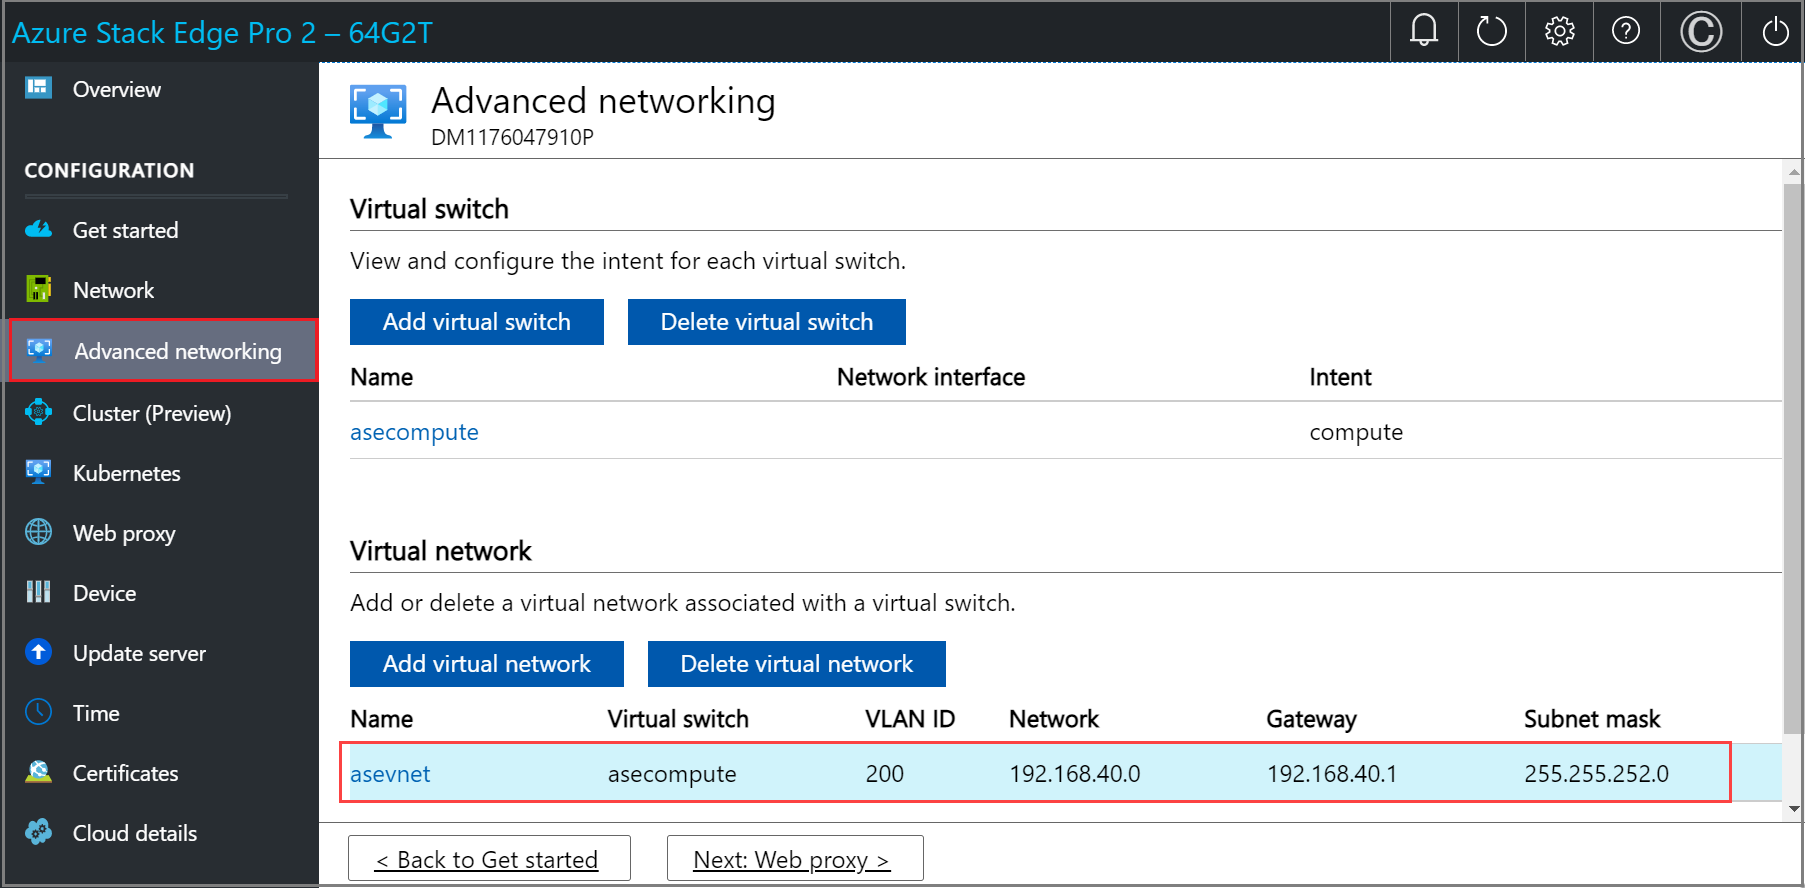 Azure Stack Edge Pro 2 – 64G2T
Overview
CONFIGURATION
Get started
Network
Advanced networking
Cluster (Preview)
Kubernetes
Web proxy
Device
Update server
Time
Certificates
Cloud details
Advanced networking
DM1176047910P
Virtual switch
View and configure the intent for each virtual switch.
Add virtual switch Delete virtual switch
Name Network interface Intent
asecompute compute
Virtual network
Add or delete a virtual network associated with a virtual switch.
Add virtual network Delete virtual network
Name Virtual switch VLAN ID Network Gateway Subnet mask
asevnet asecompute 200 192.168.40.0 192.168.40.1 255.255.252.0
< Back to Get started Next: Web proxy >